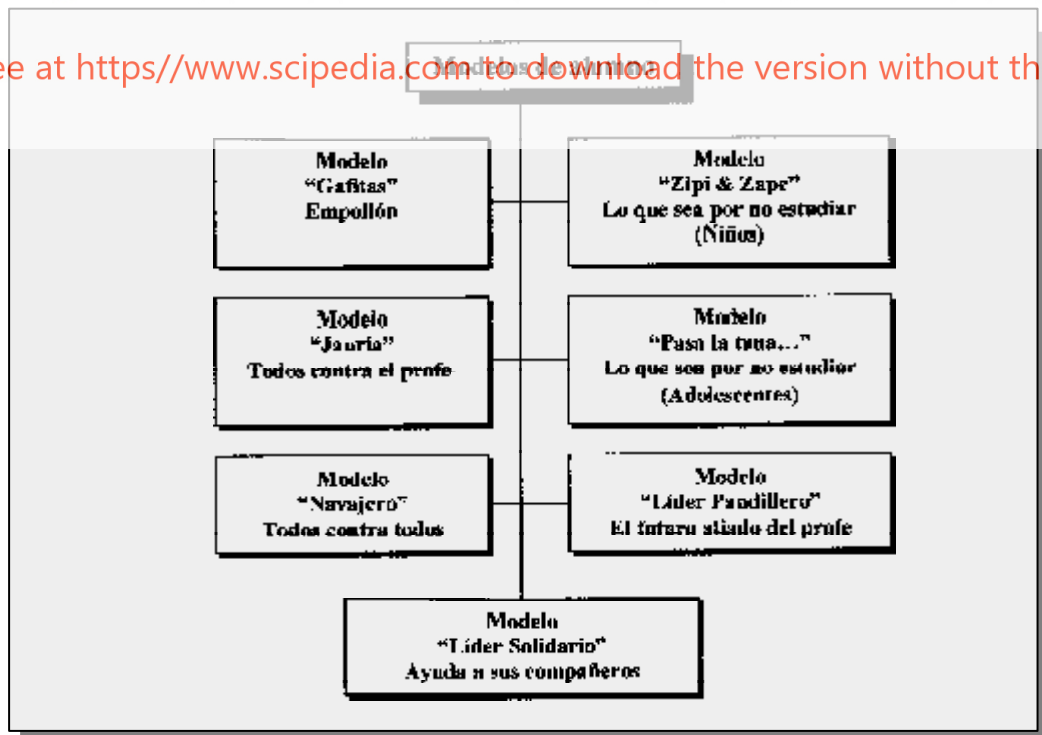 ee at https//www.scipedia.com to download the version without th
Modelos de alumno
Modelo
“Gafitas”
Empollón
Modelo
“Zipi & Zape”
Lo que sea por no estudiar
(Niños)
Modelo
“Jauría”
Todos contra el profe
Modelo
“Pasa la tuna...”
Lo que sea por no estudiar
(Adolescentes)
Modelo
“Navajero”
Todos contra todos
Modelo
“Líder Pandillero”
El futuro aliado del profe
Modelo
“Líder Solidario”
Ayuda a sus compañeros